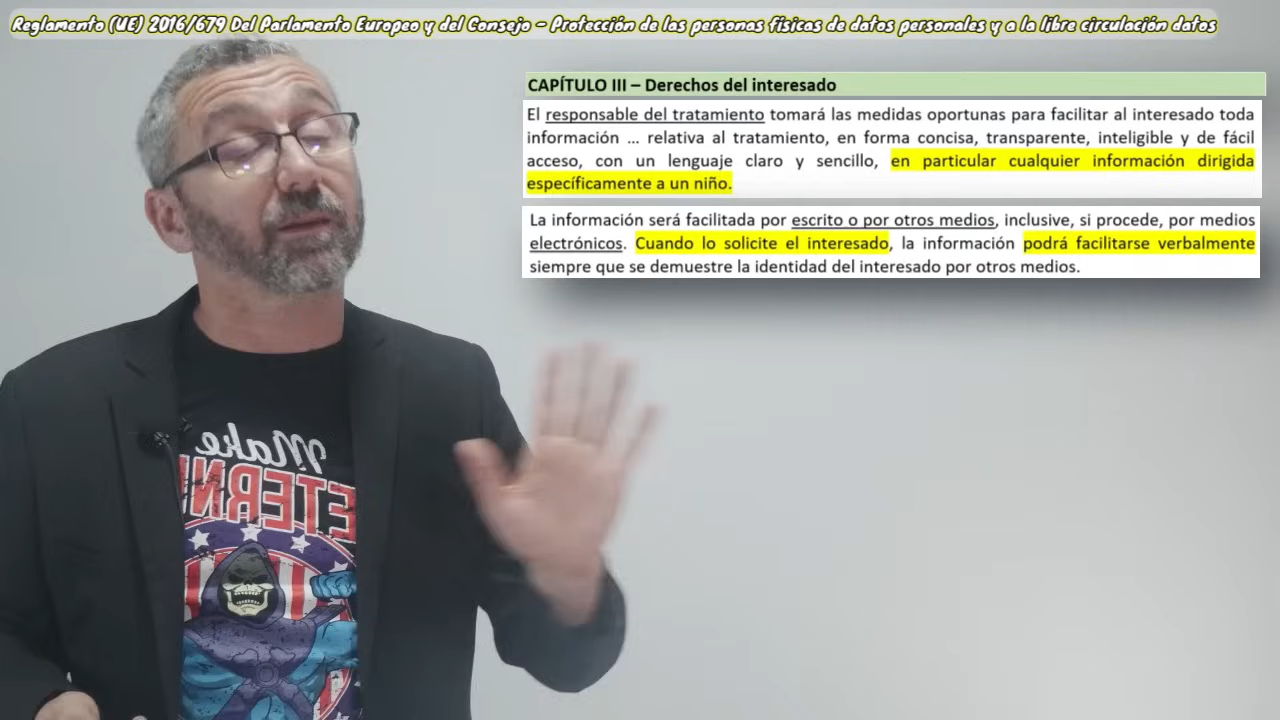 Reglamento (UE) 2016/679 Del Parlamento Europeo y del Consejo - Protección de las personas físicas de datos personales y a la libre circulación datos
CAPÍTULO III – Derechos del interesado
El responsable del tratamiento tomará las medidas oportunas para facilitar al interesado toda
información ... relativa al tratamiento, en forma concisa, transparente, inteligible y de fácil
acceso, con un lenguaje claro y sencillo, en particular cualquier información dirigida
específicamente a un niño.
La información será facilitada por escrito o por otros medios, inclusive, si procede, por medios
electrónicos. Cuando lo solicite el interesado, la información podrá facilitarse verbalmente
siempre que se demuestre la identidad del interesado por otros medios.
Make